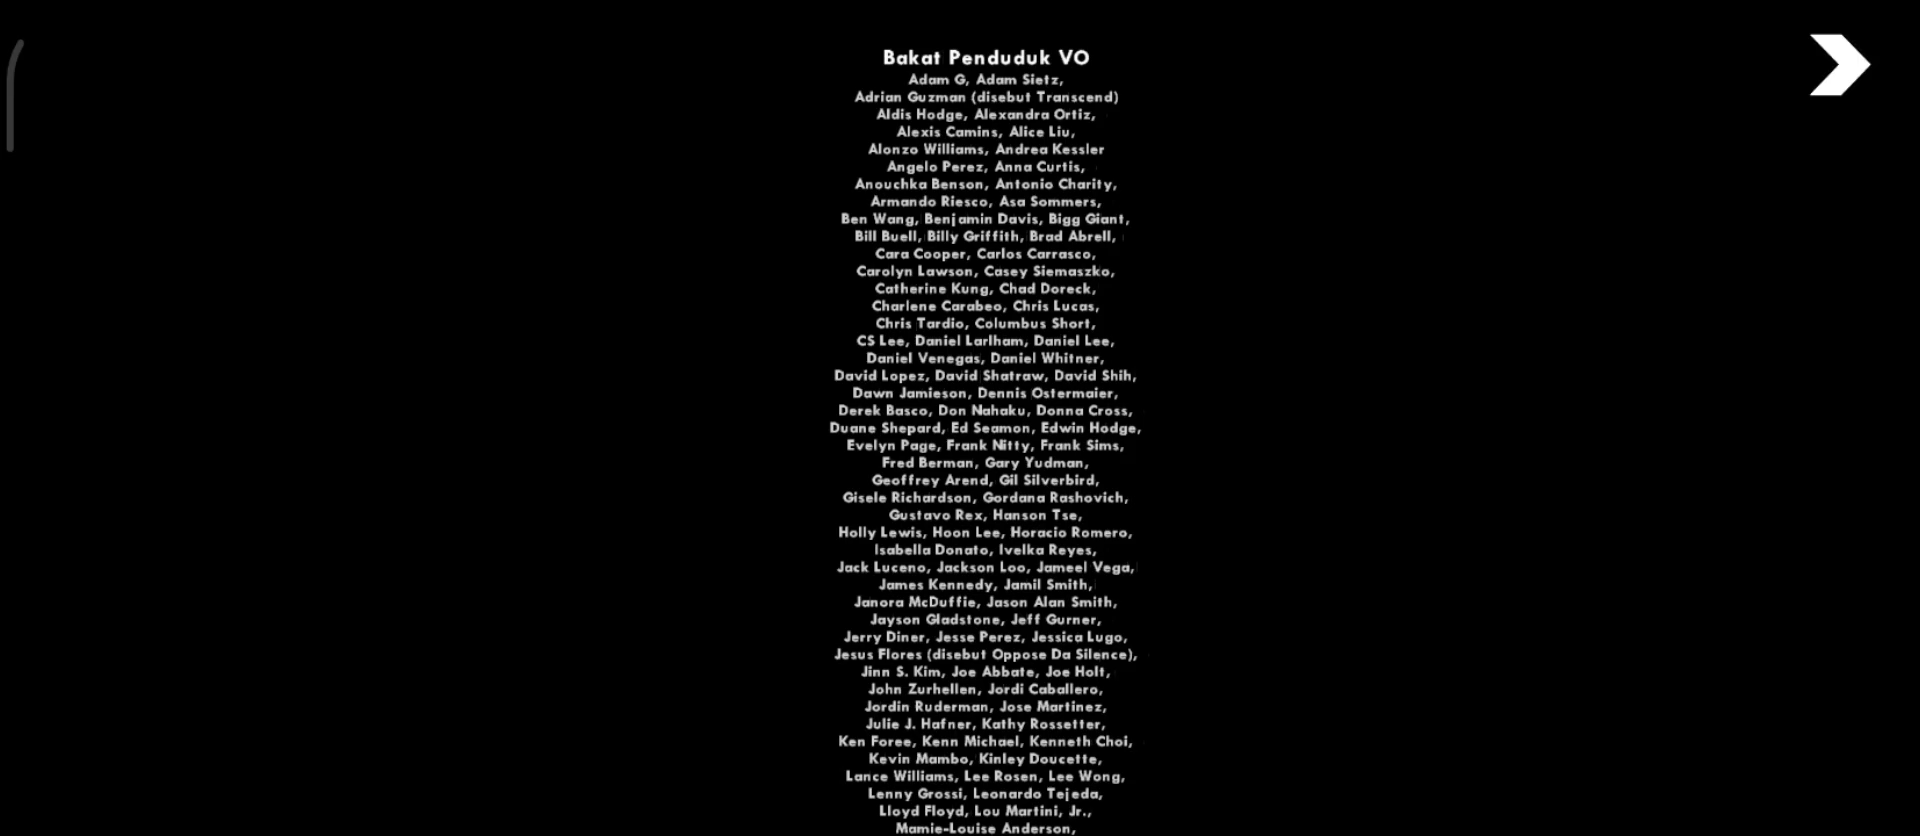 Bakat Penduduk VO
Adam G, Adam Sietz,
Adrian Guzman (disebut Transcend)
Aldis Hodge, Alexandra Ortiz,
Alexis Camins, Alice Liu,
Alonzo Williams, Andrea Kessler
Angelo Perez, Anna Curtis,
Anouchka Benson, Antonio Charity,
Armando Riesco, Asa Sommers,
Ben Wang, Benjamin Davis, Bigg Giant,
Bill Buell, Billy Griffith, Brad Abrell,
Cara Cooper, Carlos Carrasco,
Carolyn Lawson, Casey Siemaszko,
Catherine Kung, Chad Doreck,
Charlene Carabeo, Chris Lucas,
Chris Tardio, Columbus Short,
CS Lee, Daniel Larlham, Daniel Lee,
Daniel Venegas, Daniel Whitner,
David Lopez, David Shatraw, David Shih,
Dawn Jamieson, Dennis Ostermaier,
Derek Basco, Don Nahaku, Donna Cross,
Duane Shepard, Ed Seamon, Edwin Hodge,
Evelyn Page, Frank Nitty, Frank Sims,
Fred Berman, Gary Yudman,
Geoffrey Arend, Gil Silverbird,
Gisele Richardson, Gordana Rashovich,
Gustavo Rex, Hanson Tse,
Holly Lewis, Hoon Lee, Horacio Romero,
Isabella Donato, Ivelka Reyes,
Jack Luceno, Jackson Loo, Jameel Vega,
James Kennedy, Jamil Smith,
Janora McDuffie, Jason Alan Smith,
Jayson Gladstone, Jeff Gurner,
Jerry Diner, Jesse Perez, Jessica Lugo,
Jesus Flores (disebut Oppose Da Silence),
Jinn S. Kim, Joe Abbate, Joe Holt,
John Zurhellen, Jordi Caballero,
Jordin Ruderman, Jose Martinez,
Julie J. Hafner, Kathy Rossetter,
Ken Foree, Kenn Michael, Kenneth Choi,
Kevin Mambo, Kinley Doucette,
Lance Williams, Lee Rosen, Lee Wong,
Lenny Grossi, Leonardo Tejeda,
Lloyd Floyd, Lou Martini, Jr.,
Mamie-Louise Anderson,